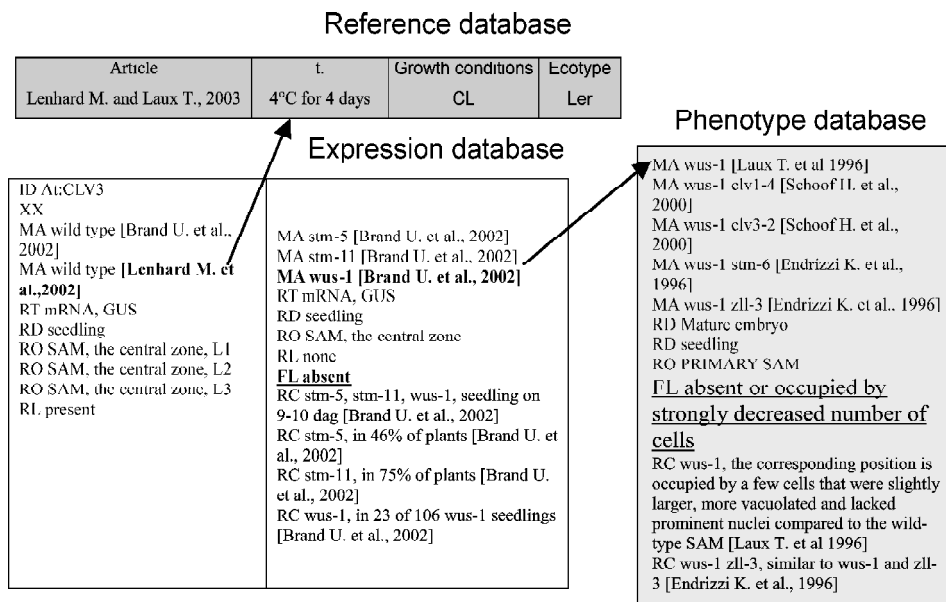 Reference database
Article t. Growth conditions Ecotype
Lenhard M. and Laux T., 2003 4°C for 4 days CL Ler
Expression database
ID At:CLV3
XX
MA wild type [Brand U. et al.,
2002]
MA wild type [Lenhard M. et
al.,2002]
RT mRNA, GUS
RD seedling
RO SAM, the central zone, L1
RO SAM, the central zone, L2
RO SAM, the central zone, L3
RL present
MA stm-5 [Brand U. et al., 2002]
MA stm-11 [Brand U. et al., 2002]
MA wus-1 [Brand U. et al., 2002]
RT mRNA, GUS
RD seedling
RO SAM, the central zone
RL none
FL absent
RC stm-5, stm-11, wus-1, seedling on
9-10 dag [Brand U. et al., 2002]
RC stm-5, in 46% of plants [Brand U. et
al., 2002]
RC stm-11, in 75% of plants [Brand U.
et al., 2002]
RC wus-1, in 23 of 106 wus-1 seedlings
[Brand U. et al., 2002]
Phenotype database
MA wus-1 [Laux T. et al 1996]
MA wus-1 clv1-4 [Schoof H. et al.,
2000]
MA wus-1 clv3-2 [Schoof H. et al.,
2000]
MA wus-1 stm-6 [Endrizzi K. et al.,
1996]
MA wus-1 zll-3 [Endrizzi K. et al., 1996]
RD Mature embryo
RD seedling
RO PRIMARY SAM
FL absent or occupied by
strongly decreased number of
cells
RC wus-1, the corresponding position is
occupied by a few cells that were slightly
larger, more vacuolated and lacked
prominent nuclei compared to the wild-
type SAM [Laux T. et al 1996]
RC wus-1 zll-3, similar to wus-1 and zll-
3 [Endrizzi K. et al., 1996]